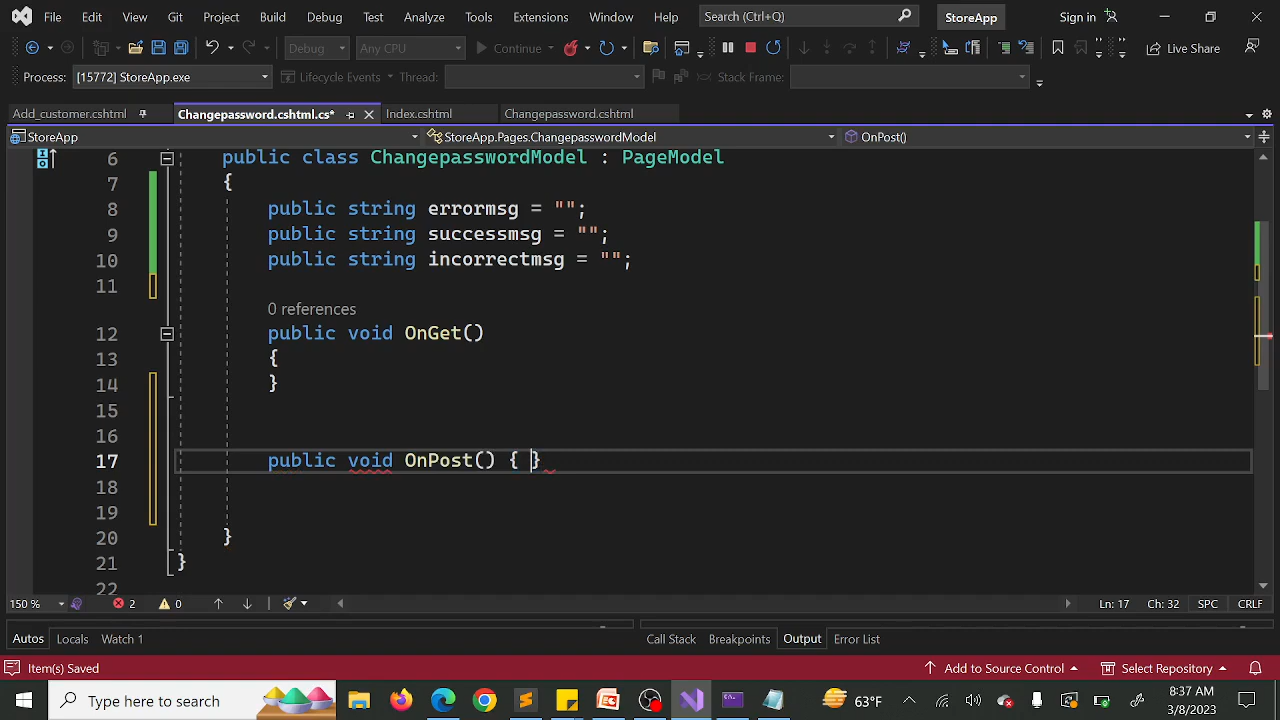 File Edit View Git Project Build Debug Test Analyze Tools Extensions Window Help Search (Ctrl+Q) StoreApp Sign in
Debug Any CPU Continue Live Share
Process: [15772] StoreApp.exe Lifecycle Events Thread: Stack Frame:
Add_customer.cshtml Changepassword.cshtml.cs* Index.cshtml Changepassword.cshtml
StoreApp StoreApp.Pages.ChangepasswordModel OnPost()
6 public class ChangepasswordModel : PageModel
7 {
8 public string errormsg = "";
9 public string successmsg = "";
10 public string incorrectmsg = "";
11
0 references
12 public void OnGet()
13 {
14 }
15
16
17 public void OnPost() { }
18
19
20 }
21 }
22
150 % 2 0 Ln: 17 Ch: 32 SPC CRLF
Autos Locals Watch 1 Call Stack Breakpoints Output Error List
Item(s) Saved Add to Source Control Select Repository
Type here to search 63°F 8:37 AM
3/8/2023